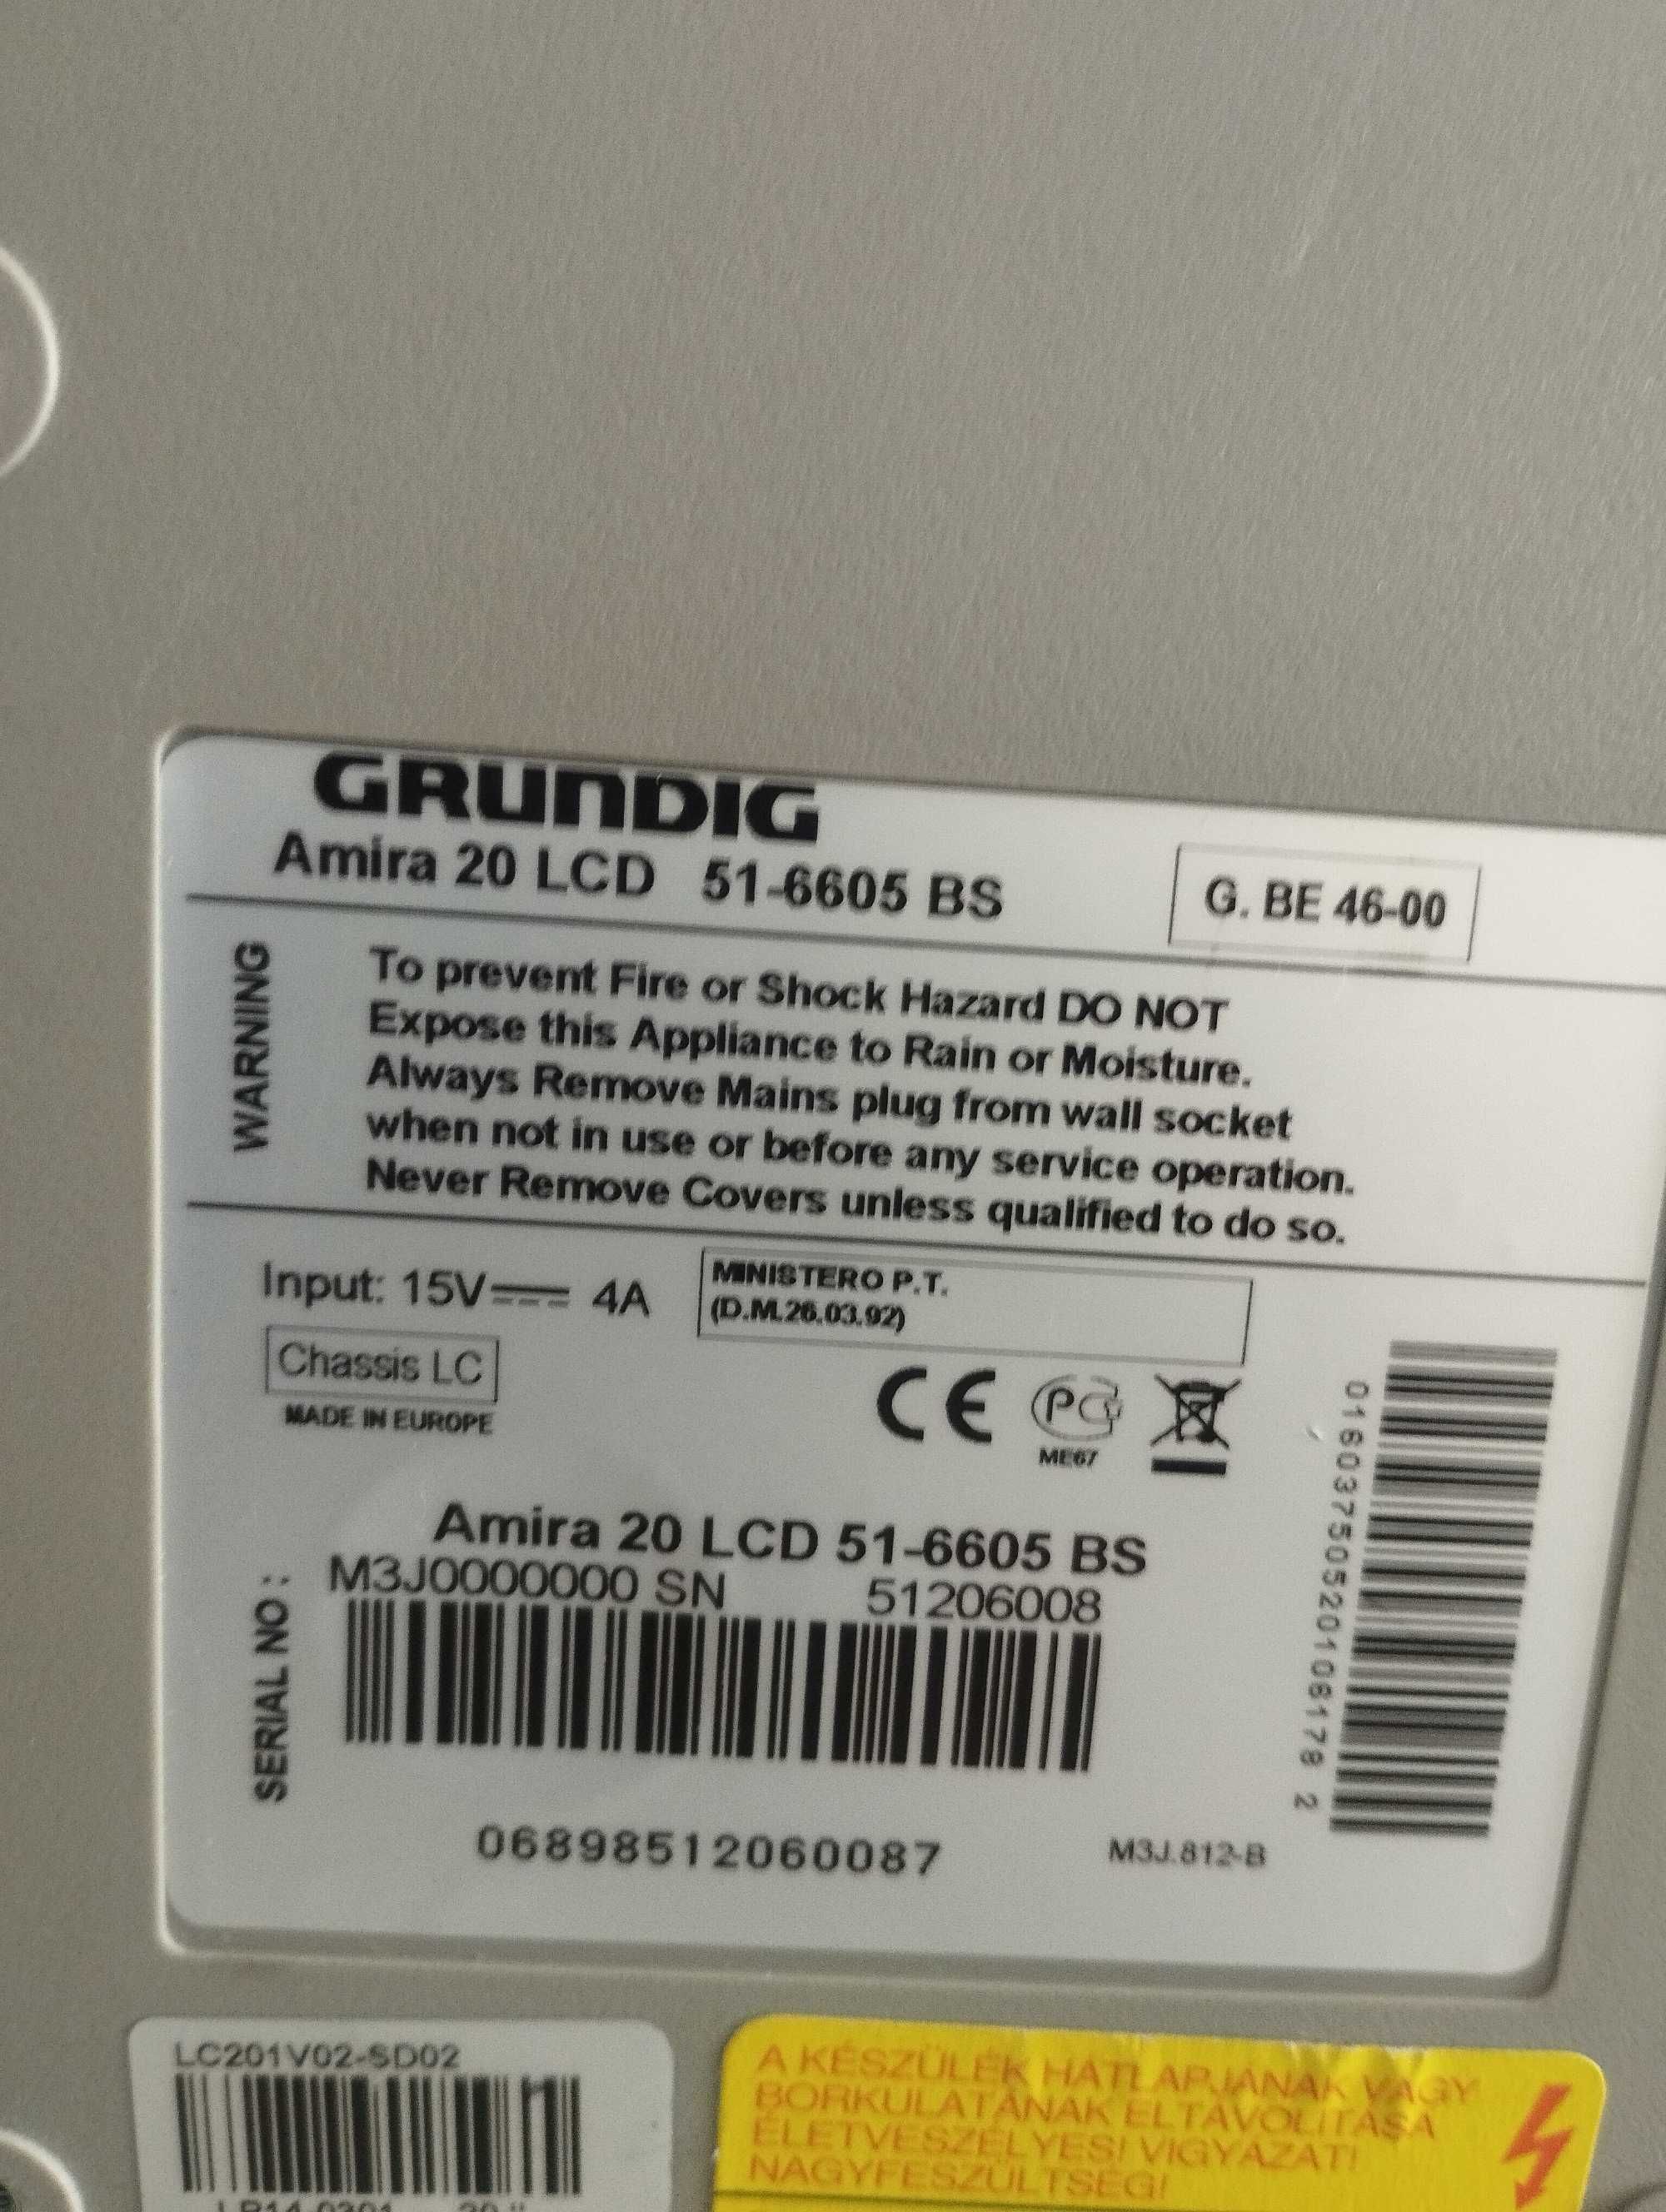 GRUNDIG
Amira 20 LCD 51-6605 BS
G. BE 46-00
WARNING
To prevent Fire or Shock Hazard DO NOT
Expose this Appliance to Rain or Moisture.
Always Remove Mains plug from wall socket
when not in use or before any service operation.
Never Remove Covers unless qualified to do so.
Input: 15V 4A
MINISTERO P.T.
(D.M.26.03.92)
Chassis LC
MADE IN EUROPE
CE
ME67
Amira 20 LCD 51-6605 BS
M3J0000000 SN 51206008
SERIAL NO :
06898512060087
M3J.812-B
01603750520108178 2
LC201V02-SD02
A KÉSZÜLÉK HÁTLAPJÁNAK VAGY
BORKULATÁNAK ELTÁVOLITÁSA
ÉLETVESZÉLYES! VIGYÁZAT!
NAGYFESZÜLTSÉG!